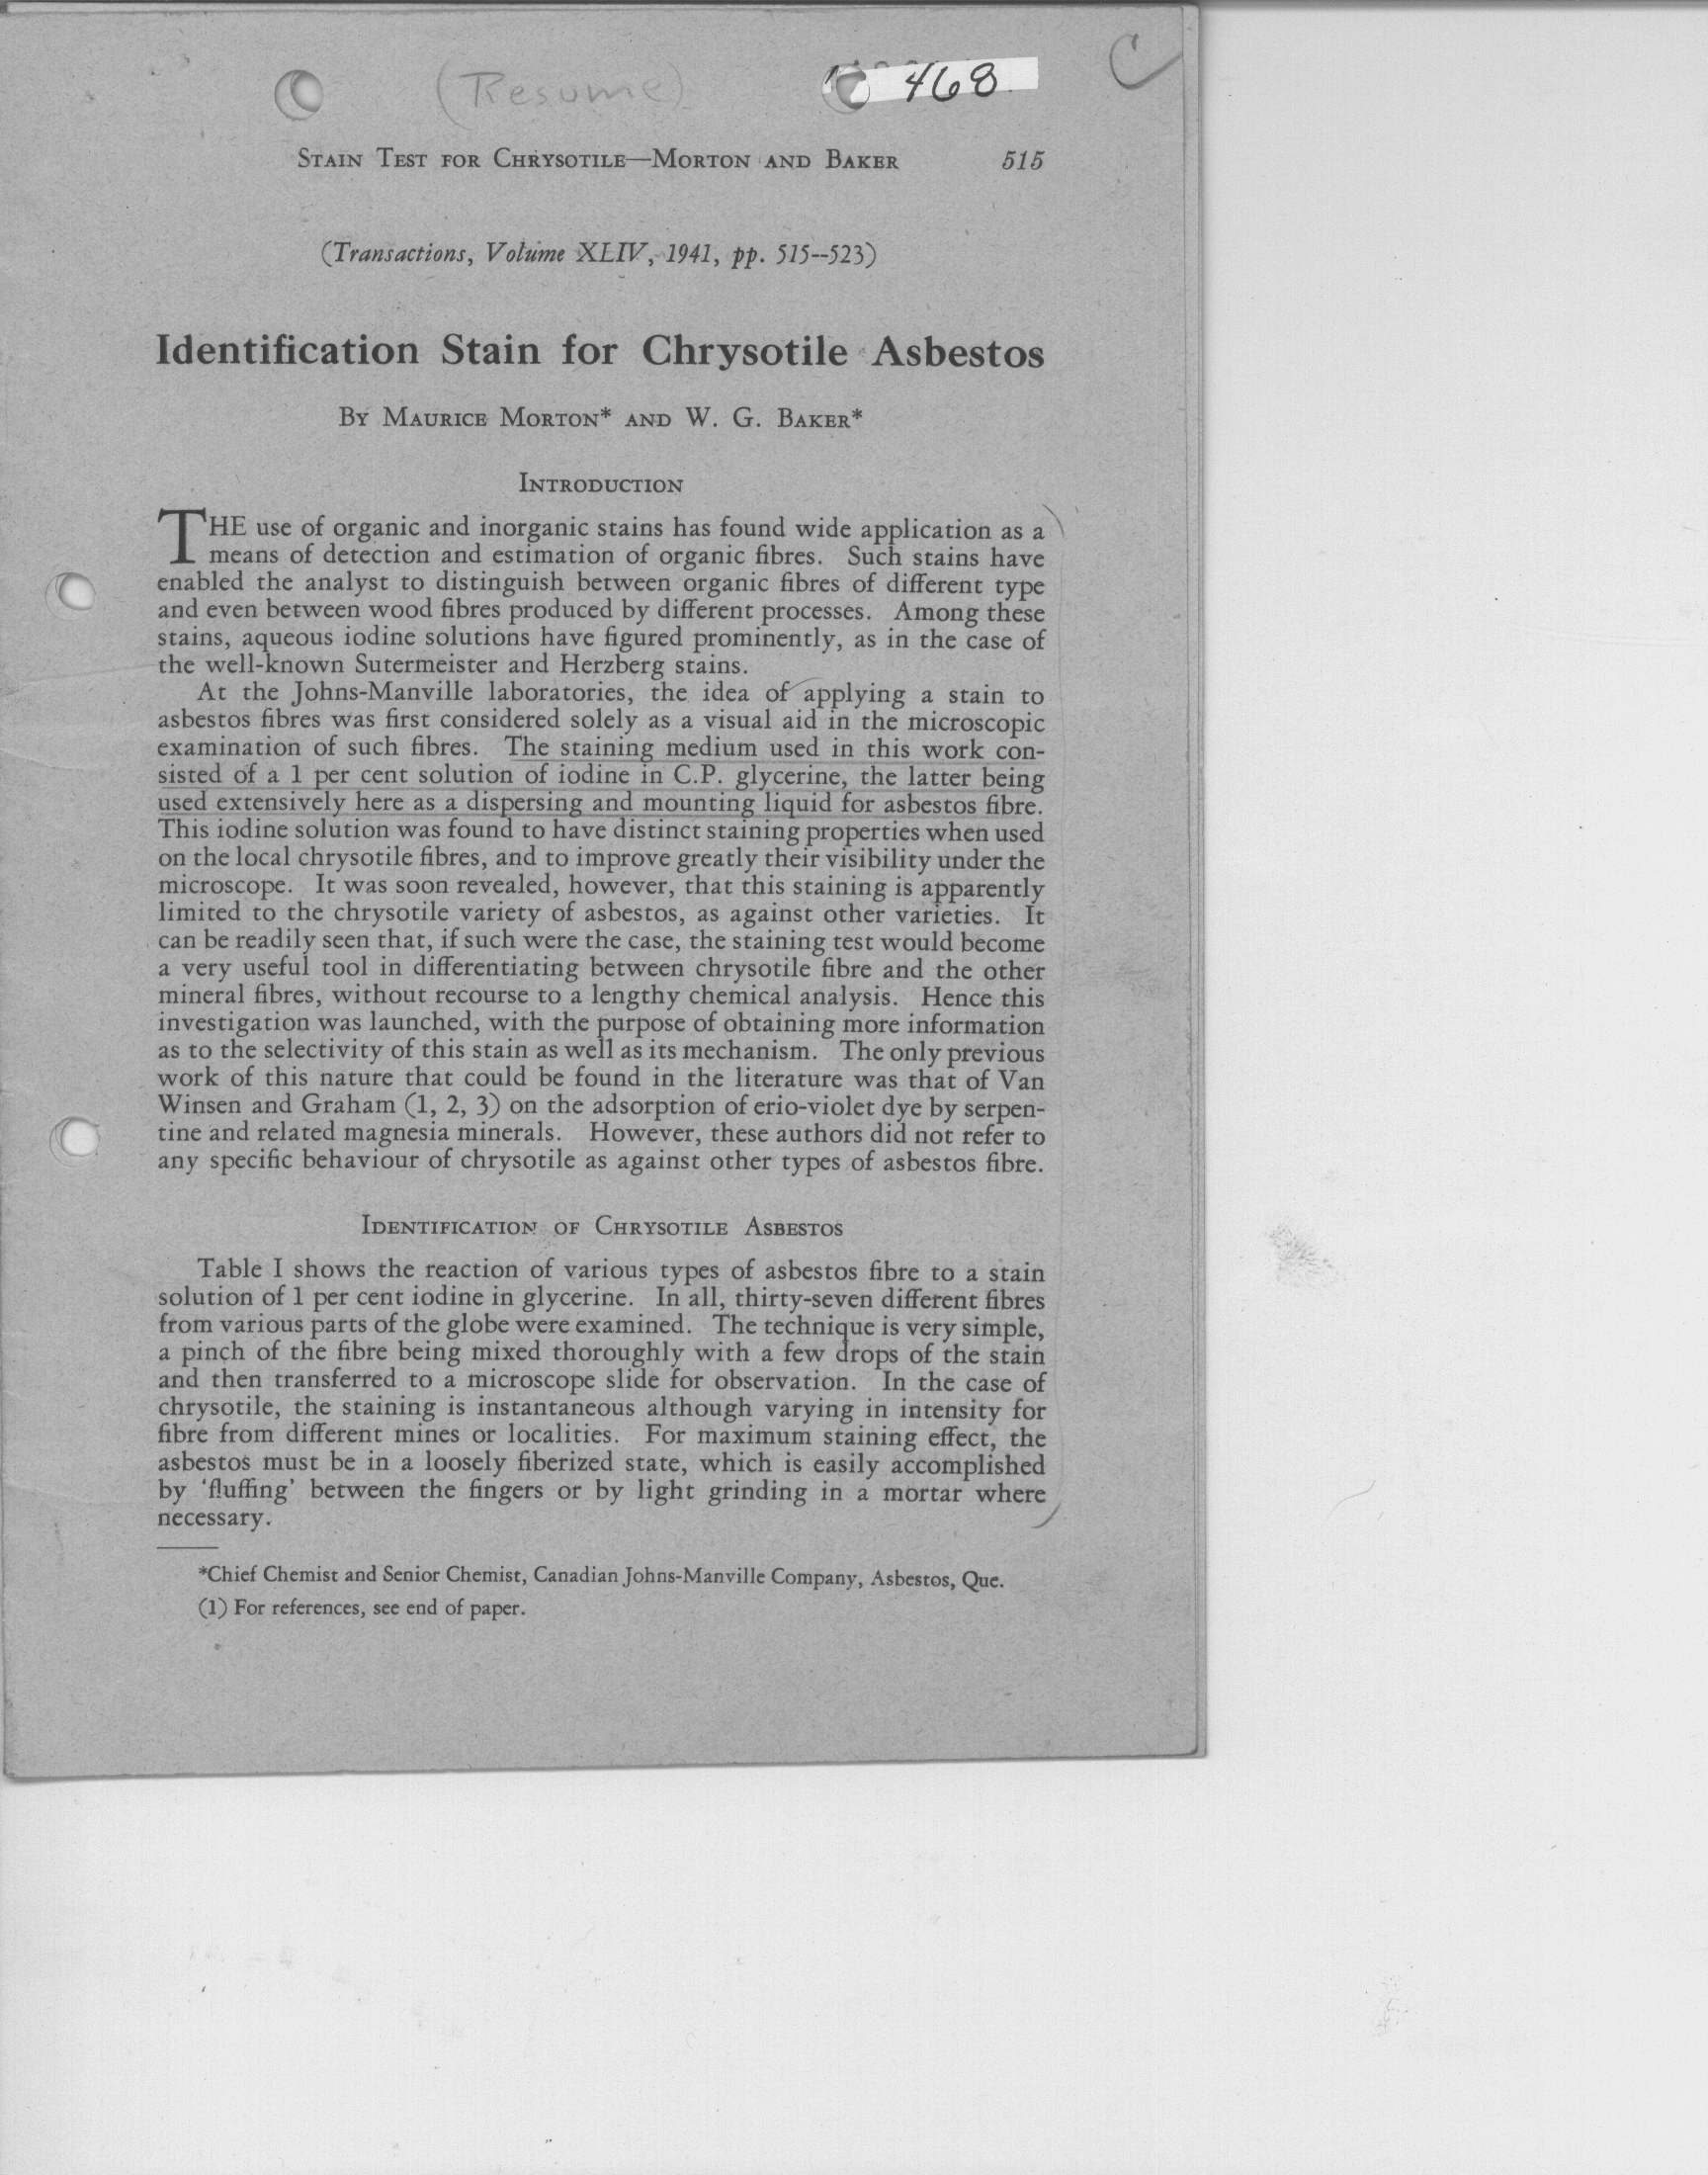 (Resume)
468
C
STAIN TEST FOR CHRYSOTILE—MORTON AND BAKER 515
(Transactions, Volume XLIV, 1941, pp. 515--523)
Identification Stain for Chrysotile Asbestos
BY MAURICE MORTON* AND W. G. BAKER*
INTRODUCTION
THE use of organic and inorganic stains has found wide application as a
means of detection and estimation of organic fibres. Such stains have
enabled the analyst to distinguish between organic fibres of different type
and even between wood fibres produced by different processes. Among these
stains, aqueous iodine solutions have figured prominently, as in the case of
the well-known Sutermeister and Herzberg stains.
At the Johns-Manville laboratories, the idea of applying a stain to
asbestos fibres was first considered solely as a visual aid in the microscopic
examination of such fibres. The staining medium used in this work con-
sisted of a 1 per cent solution of iodine in C.P. glycerine, the latter being
used extensively here as a dispersing and mounting liquid for asbestos fibre.
This iodine solution was found to have distinct staining properties when used
on the local chrysotile fibres, and to improve greatly their visibility under the
microscope. It was soon revealed, however, that this staining is apparently
limited to the chrysotile variety of asbestos, as against other varieties. It
can be readily seen that, if such were the case, the staining test would become
a very useful tool in differentiating between chrysotile fibre and the other
mineral fibres, without recourse to a lengthy chemical analysis. Hence this
investigation was launched, with the purpose of obtaining more information
as to the selectivity of this stain as well as its mechanism. The only previous
work of this nature that could be found in the literature was that of Van
Winsen and Graham (1, 2, 3) on the adsorption of erio-violet dye by serpen-
tine and related magnesia minerals. However, these authors did not refer to
any specific behaviour of chrysotile as against other types of asbestos fibre.
IDENTIFICATION OF CHRYSOTILE ASBESTOS
Table I shows the reaction of various types of asbestos fibre to a stain
solution of 1 per cent iodine in glycerine. In all, thirty-seven different fibres
from various parts of the globe were examined. The technique is very simple,
a pinch of the fibre being mixed thoroughly with a few drops of the stain
and then transferred to a microscope slide for observation. In the case of
chrysotile, the staining is instantaneous although varying in intensity for
fibre from different mines or localities. For maximum staining effect, the
asbestos must be in a loosely fiberized state, which is easily accomplished
by 'fluffing' between the fingers or by light grinding in a mortar where
necessary.
*Chief Chemist and Senior Chemist, Canadian Johns-Manville Company, Asbestos, Que.
(1) For references, see end of paper.